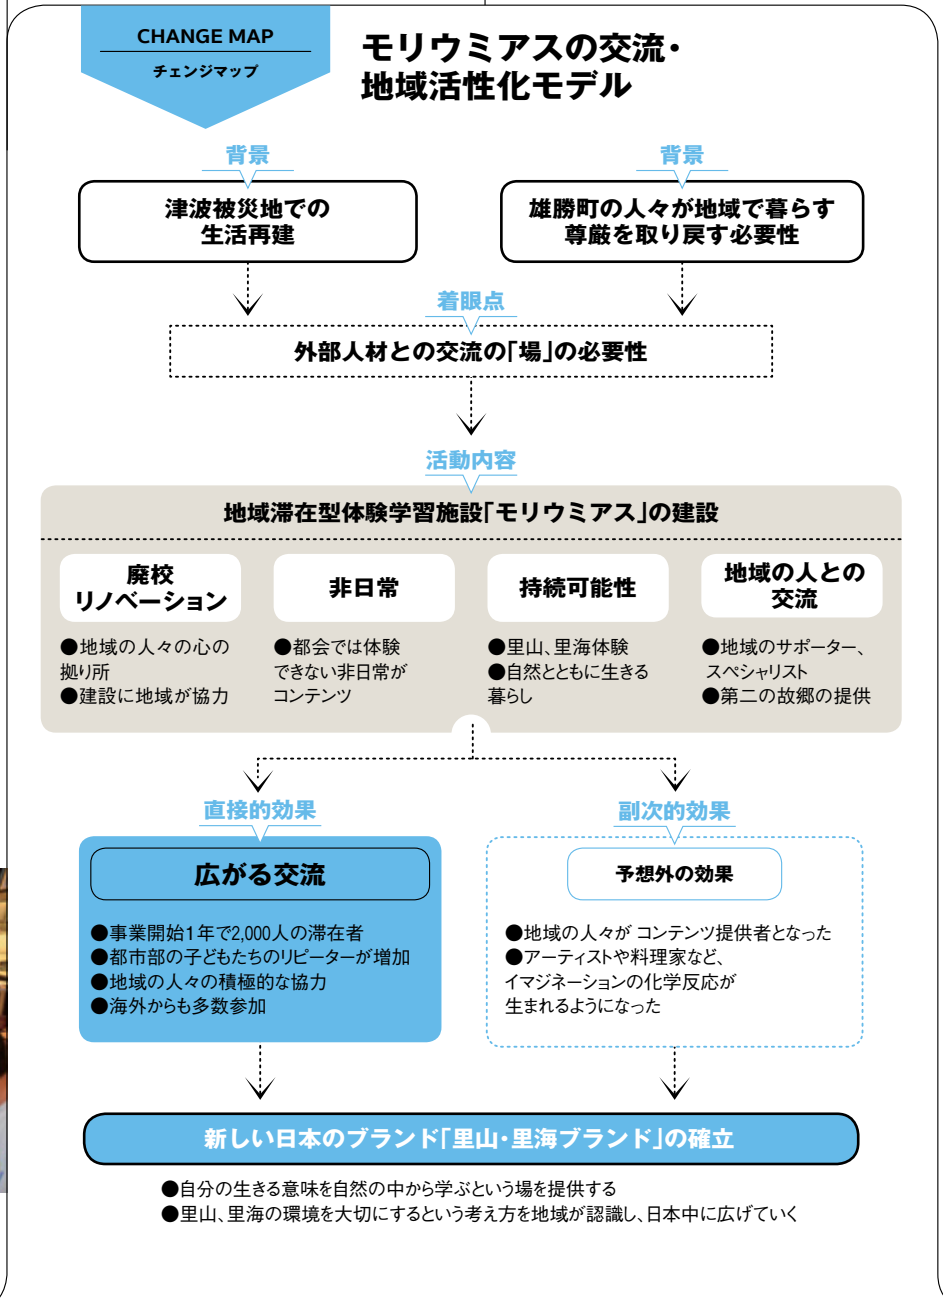 CHANGE MAP
チェンジマップ
モリウミアスの交流・
地域活性化モデル
背景
津波被災地での
生活再建
背景
雄勝町の人々が地域で暮らす
尊厳を取り戻す必要性
着眼点
外部人材との交流の「場」の必要性
活動内容
地域滞在型体験学習施設「モリウミアス」の建設
廃校
リノベーション
●地域の人々の心の
拠り所
●建設に地域が協力
非日常
●都会では体験
できない非日常が
コンテンツ
持続可能性
●里山、里海体験
●自然とともに生きる
暮らし
地域の人との
交流
●地域のサポーター、
スペシャリスト
●第二の故郷の提供
直接的効果
広がる交流
●事業開始1年で2,000人の滞在者
●都市部の子どもたちのリピーターが増加
●地域の人々の積極的な協力
●海外からも多数参加
副次的効果
予想外の効果
●地域の人々が コンテンツ提供者となった
●アーティストや料理家など、
イマジネーションの化学反応が
生まれるようになった
新しい日本のブランド「里山・里海ブランド」の確立
●自分の生きる意味を自然の中から学ぶという場を提供する
●里山、里海の環境を大切にするという考え方を地域が認識し、日本中に広げていく